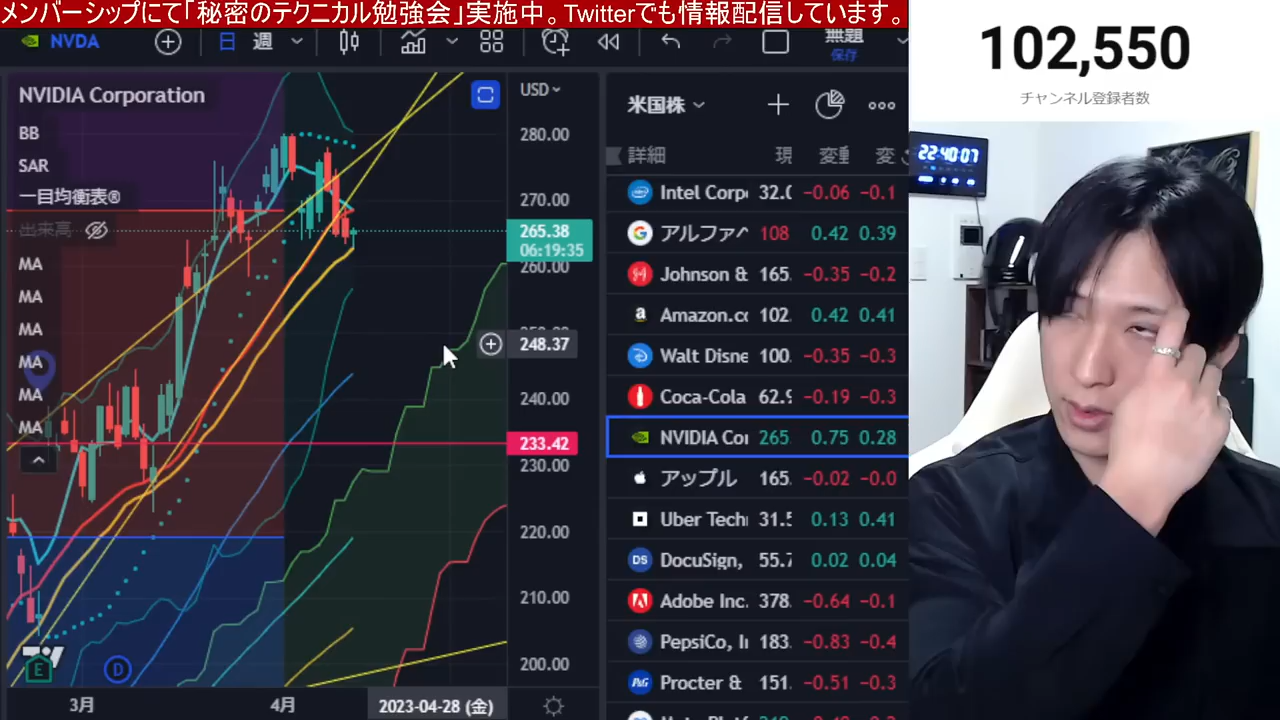 メンバーシップにて「秘密のテクニカル勉強会」実施中。Twitterでも情報配信しています。
NVDA
日 週
無題
保存
NVIDIA Corporation
BB
SAR
一目均衡表®
出来高
MA
MA
MA
MA
MA
MA
USD
280.00
270.00
265.38
06:19:35
260.00
248.37
240.00
233.42
230.00
220.00
210.00
200.00
E
D
3月
4月
2023-04-28 (金)
米国株
詳細 現 変動 変
Intel Corp 32.0 −0.06 −0.1
アルファベ 108 0.42 0.39
Johnson & 165. −0.35 −0.2
Amazon.co 102. 0.42 0.41
Walt Disne 100. −0.35 −0.3
Coca-Cola 62.9 −0.19 −0.3
NVIDIA Cor 265. 0.75 0.28
アップル 165. −0.02 −0.0
Uber Tech 31.5 0.13 0.41
DS DocuSign, 55.7 0.02 0.04
Adobe Inc. 378. −0.64 −0.1
PepsiCo, I 183. −0.83 −0.4
P&G Procter & 151. −0.51 −0.3
102,550
チャンネル登録者数
22:40:07